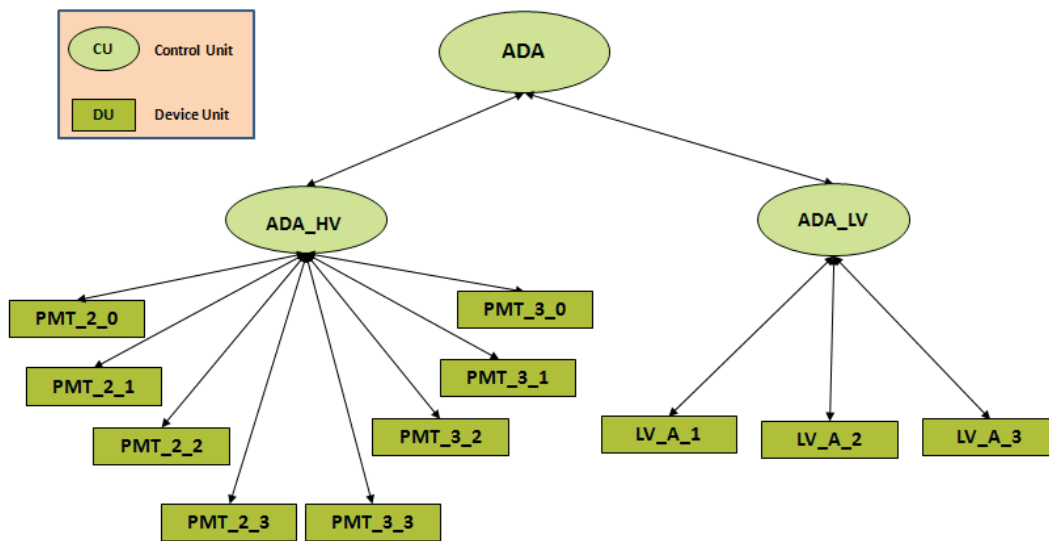 CU Control Unit
DU Device Unit
ADA
ADA_HV
ADA_LV
PMT_2_0
PMT_3_0
PMT_2_1
PMT_3_1
PMT_2_2
PMT_3_2
PMT_2_3
PMT_3_3
LV_A_1
LV_A_2
LV_A_3